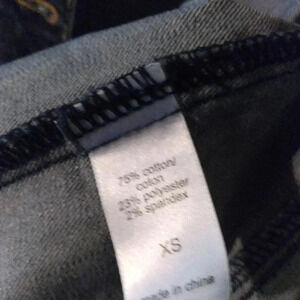 75% cotton/
coton
23% polyester
2% spandex
XS
made in china